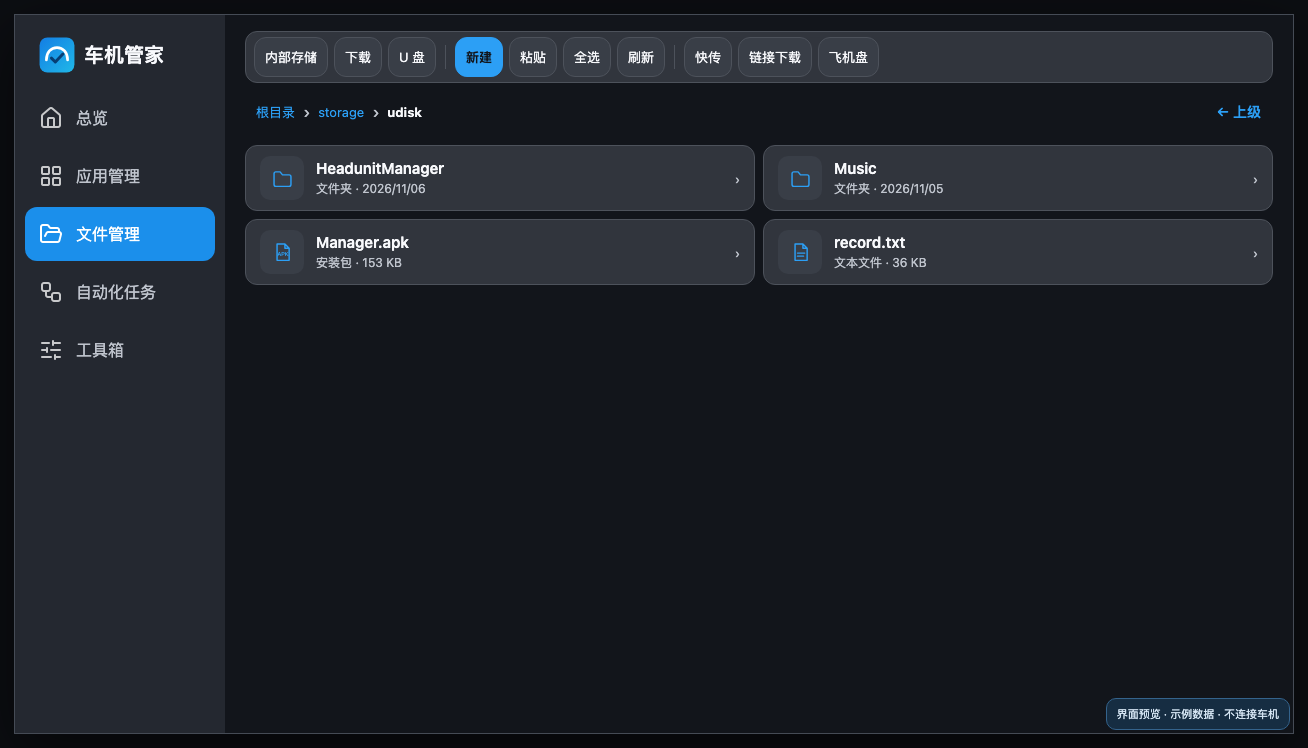 车机管家
总览
应用管理
文件管理
自动化任务
工具箱
内部存储 下载 U 盘 新建 粘贴 全选 刷新 快传 链接下载 飞机盘
根目录 › storage › udisk
← 上级
HeadunitManager
文件夹 · 2026/11/06
Music
文件夹 · 2026/11/05
APK
Manager.apk
安装包 · 153 KB
record.txt
文本文件 · 36 KB
界面预览 · 示例数据 · 不连接车机